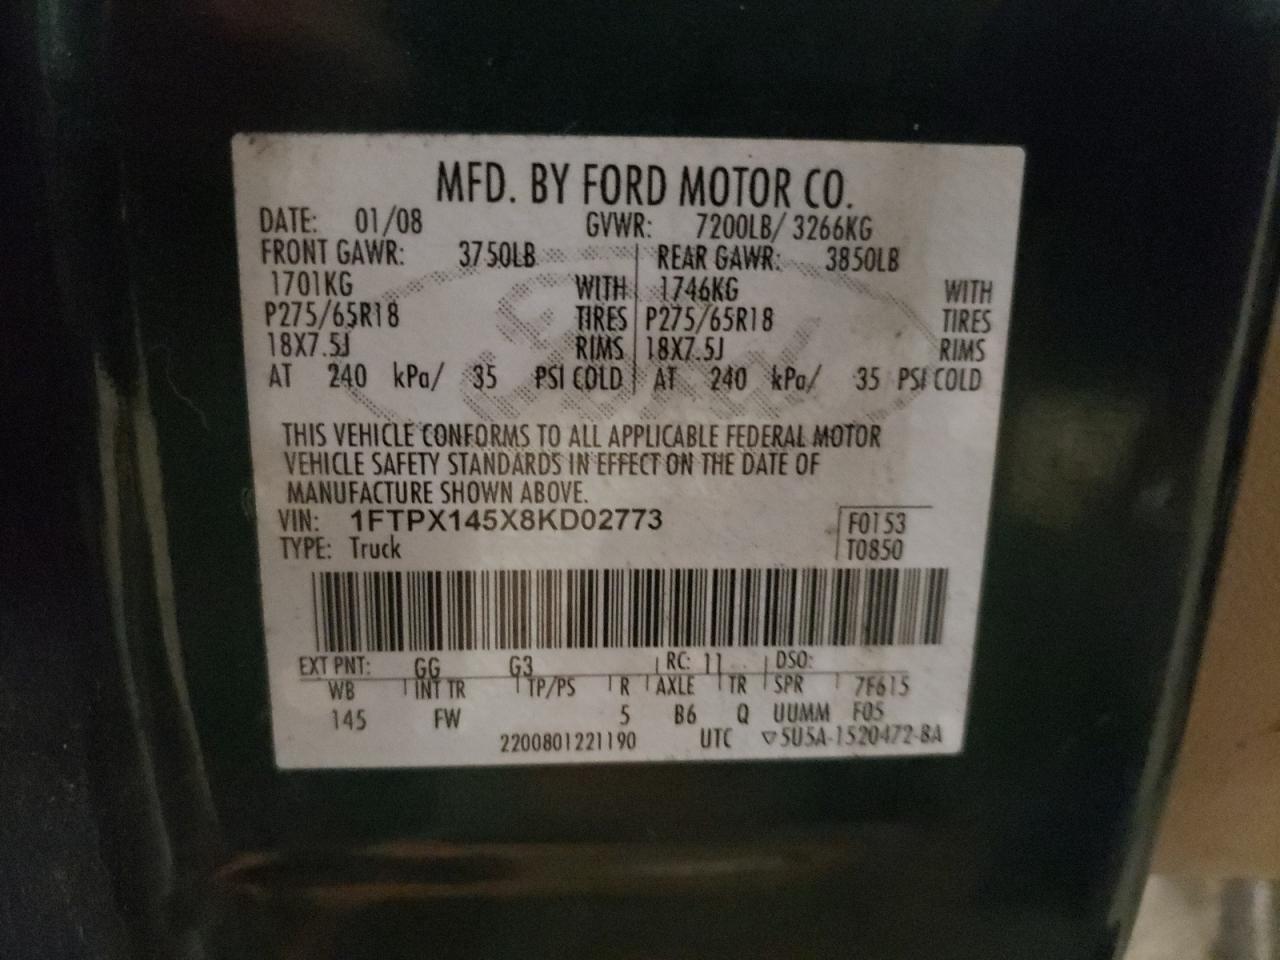 MFD. BY FORD MOTOR CO.
DATE: 01/08 GVWR: 7200LB/ 3266KG
FRONT GAWR: 3750LB REAR GAWR: 3850LB
1701KG WITH 1746KG WITH
P275/65R18 TIRES P275/65R18 TIRES
18X7.5J RIMS 18X7.5J RIMS
AT 240 kPa/ 35 PSI COLD AT 240 kPa/ 35 PSI COLD
THIS VEHICLE CONFORMS TO ALL APPLICABLE FEDERAL MOTOR
VEHICLE SAFETY STANDARDS IN EFFECT ON THE DATE OF
MANUFACTURE SHOWN ABOVE.
VIN: 1FTPX145X8KD02773 F0153
TYPE: Truck T0850
EXT PNT: GG G3 RC: 11 DSO:
WB INT TR TP/PS R AXLE TR SPR 7F615
145 FW 5 B6 Q UUMM F05
2200801221190 UTC ▽5U5A-1520472-BA